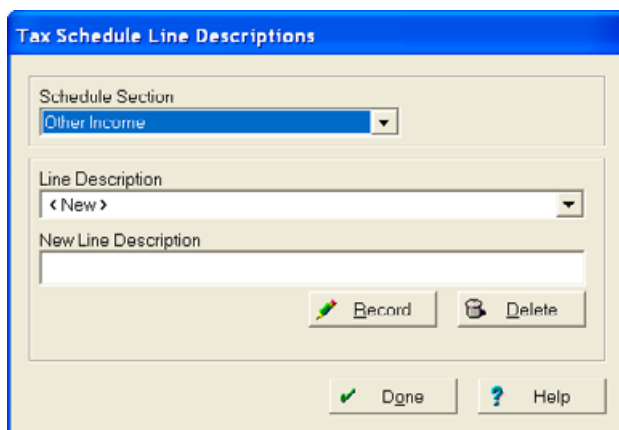 Tax Schedule Line Descriptions
Schedule Section
Other Income
Line Description
<New>
New Line Description
Record Delete
Done ? Help